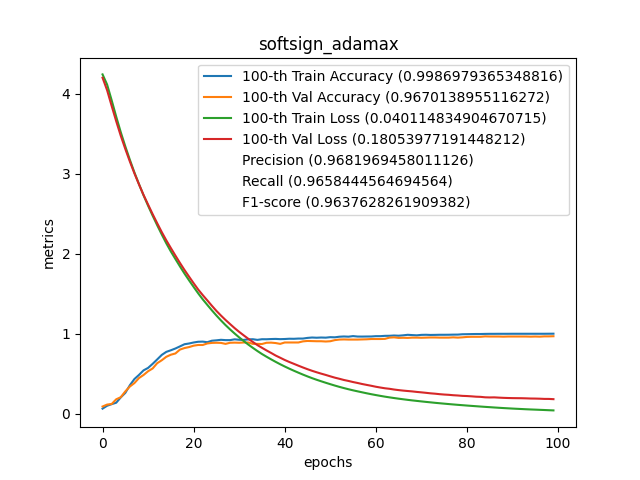 softsign_adamax
100-th Train Accuracy (0.9986979365348816)
100-th Val Accuracy (0.9670138955116272)
100-th Train Loss (0.040114834904670715)
100-th Val Loss (0.18053977191448212)
Precision (0.9681969458011126)
Recall (0.9658444564694564)
F1-score (0.9637628261909382)
metrics
4
3
2
1
0
0 20 40 60 80 100
epochs